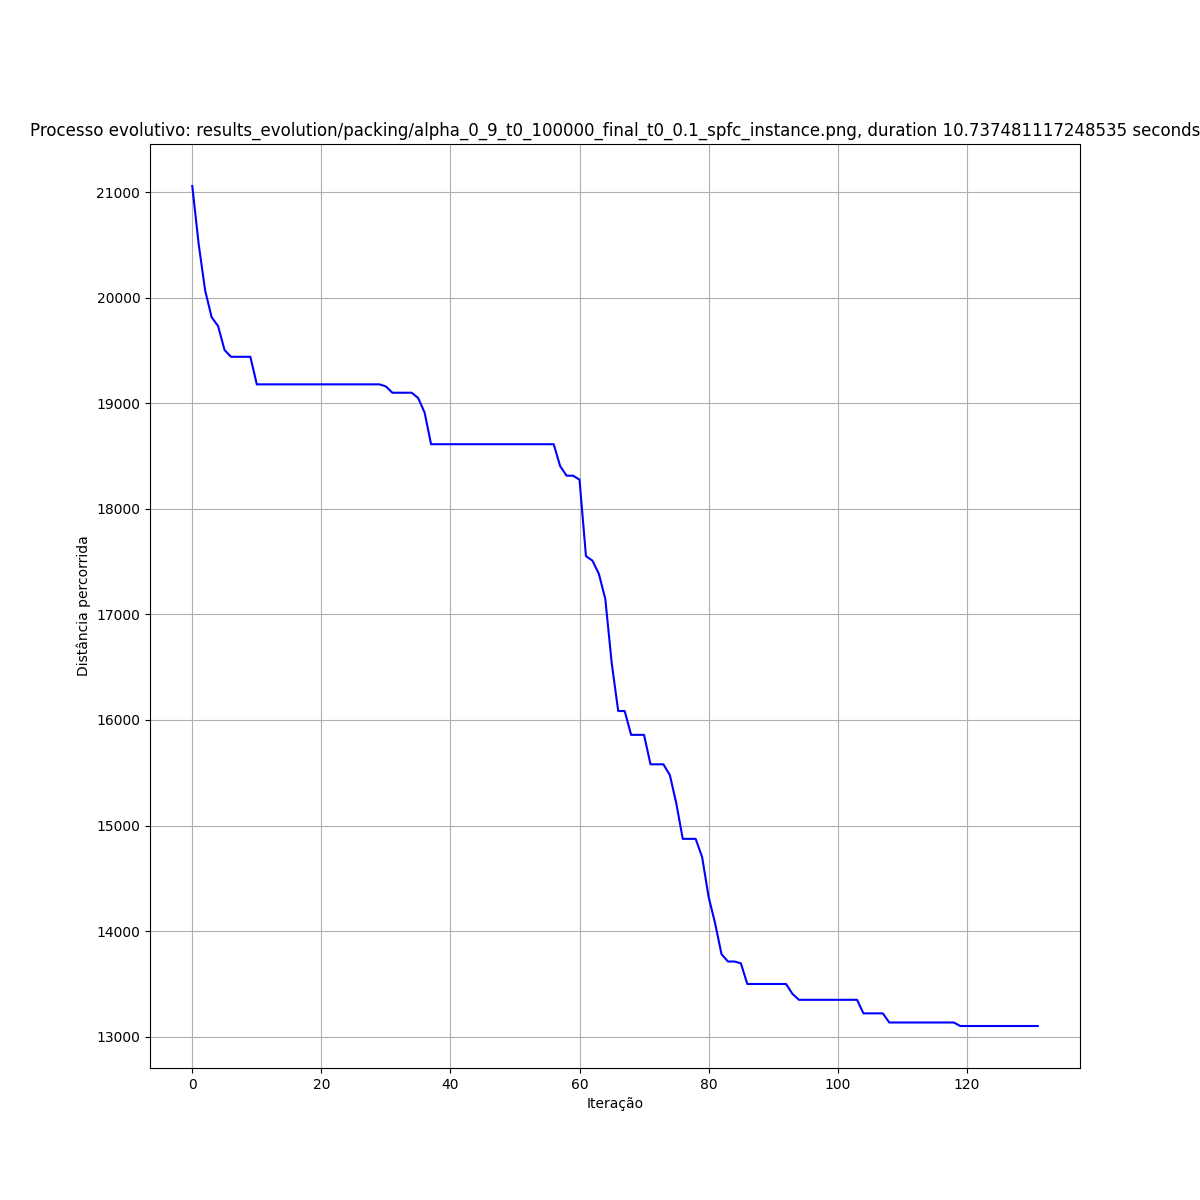 Processo evolutivo: results_evolution/packing/alpha_0_9_t0_100000_final_t0_0.1_spfc_instance.png, duration 10.737481117248535 seconds
21000
20000
19000
18000
17000
16000
15000
14000
13000
Distância percorrida
0 20 40 60 80 100 120
Iteração